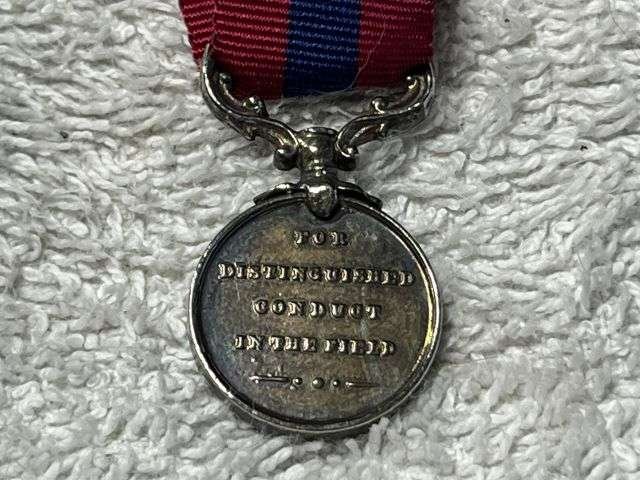 FOR
DISTINGUISHED
CONDUCT
IN THE FIELD